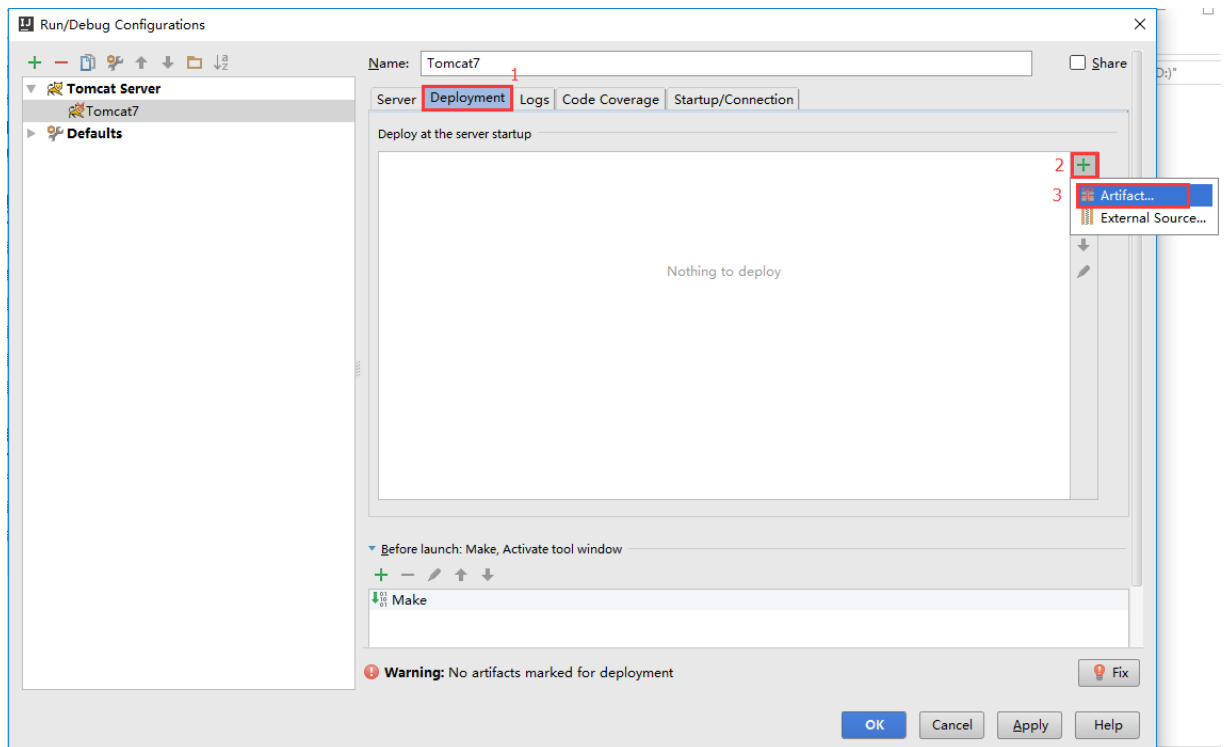 Run/Debug Configurations
Name: Tomcat7
Share
D:)"
Tomcat Server
Tomcat7
Defaults
1
Server Deployment Logs Code Coverage Startup/Connection
Deploy at the server startup
2
3 Artifact...
External Source...
Nothing to deploy
Before launch: Make, Activate tool window
Make
Warning: No artifacts marked for deployment
Fix
OK Cancel Apply Help